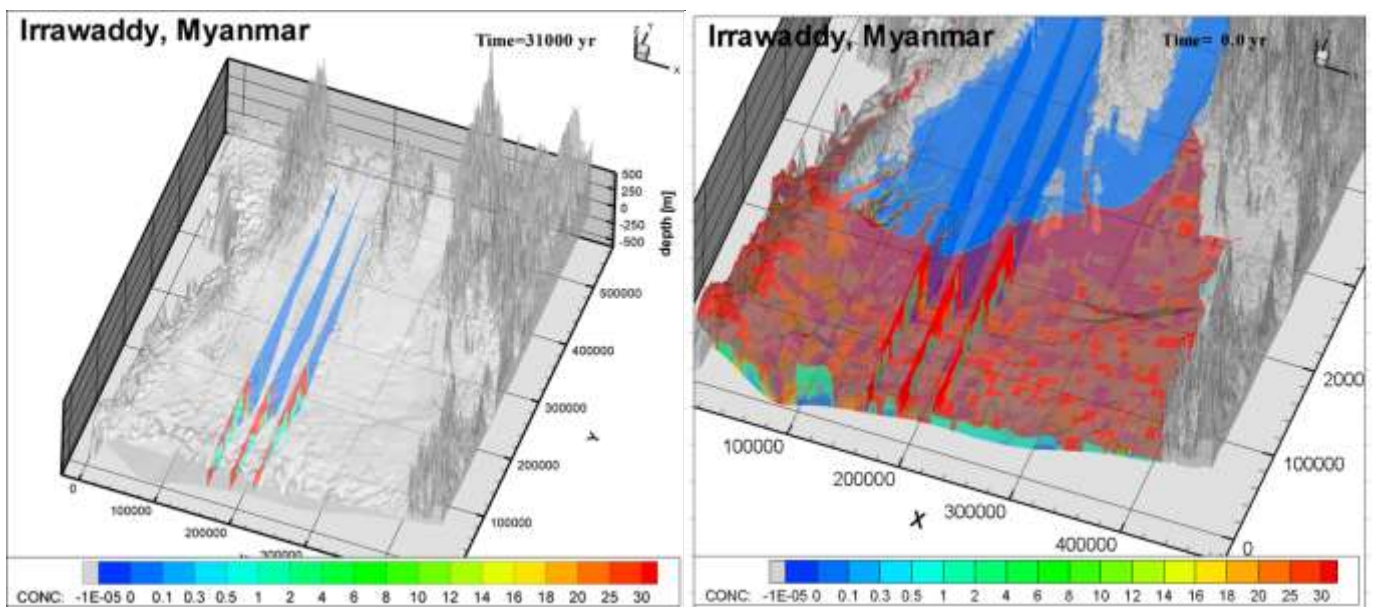 Irrawaddy, Myanmar
Time=31000 yr
Z Y
X
500
250
0
-250
-500
depth [m]
500000
400000
300000
Y
200000
100000
0
100000
200000
300000
CONC: -1E-05 0 0.1 0.3 0.5 1 2 4 6 8 10 12 14 16 18 20 25 30
Irrawaddy, Myanmar
Time= 0.0 yr
2000
100000
0
100000
200000
X
300000
400000
CONC: -1E-05 0 0.1 0.3 0.5 1 2 4 6 8 10 12 14 16 18 20 25 30